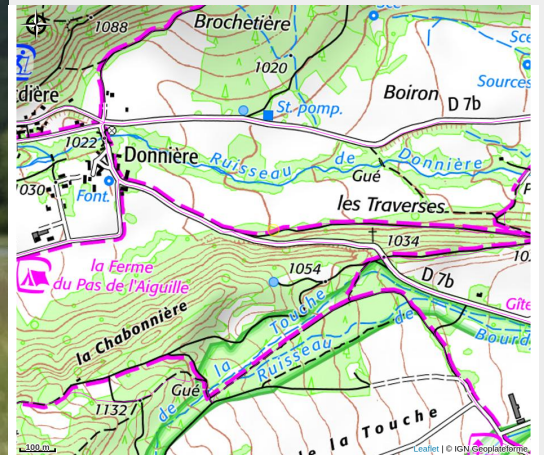 1088
Brochetière
1020
St. pomp.
Boiron
D 7b
Sources
dière
1022
Donnière
Ruisseau de Donnière
Gué
1030
Font.
les Traverses
1034
la Ferme
du Pas de l'Aiguille
1054
D 7b
Gîte
la Chabonnière
la Touche
Ruisseau de
Bourd
Gué
1132
de
de la Touche
100 m
Leaflet | © IGN Geoplateforme